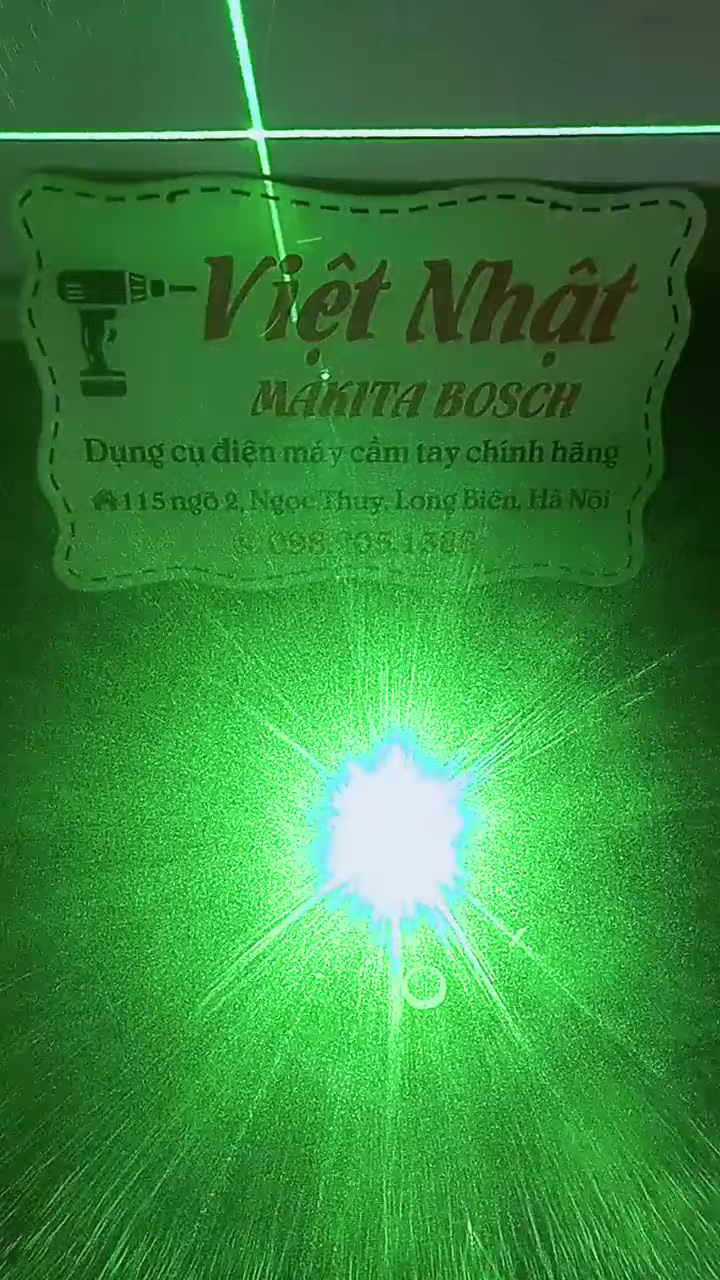 Việt Nhật
MAKITA BOSCH
Dụng cụ điện máy cầm tay chính hãng
115 ngõ 2, Ngọc Thụy, Long Biên, Hà Nội